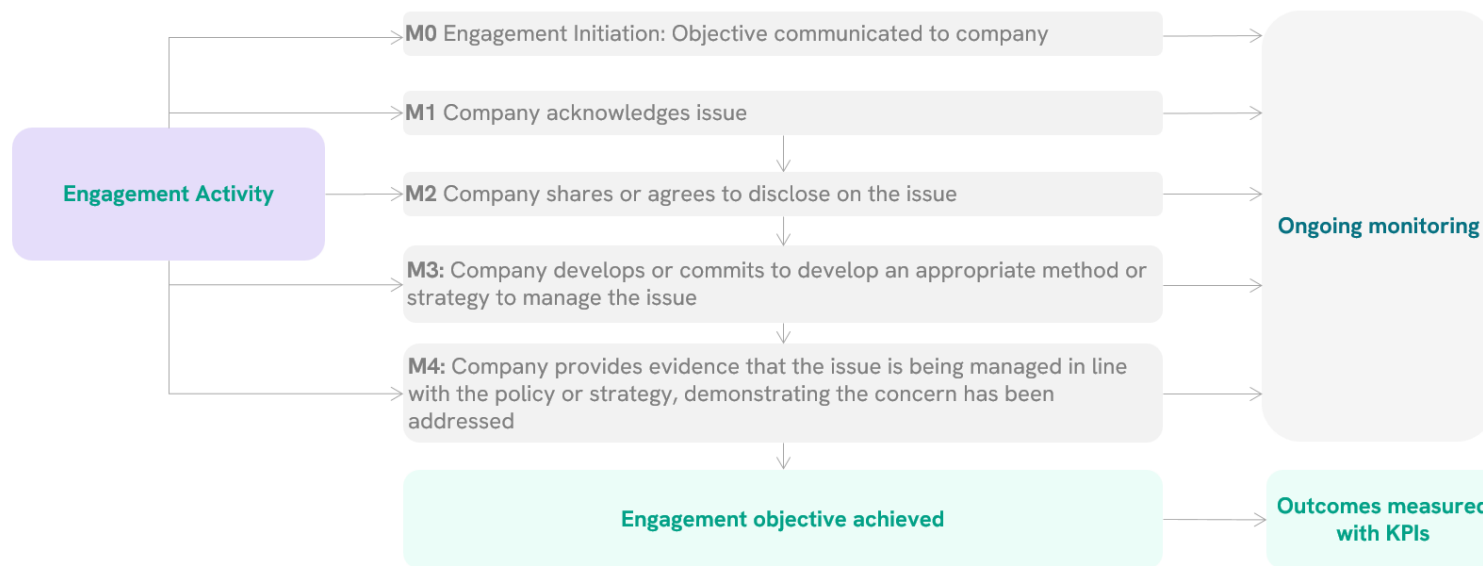 M0 Engagement Initiation: Objective communicated to company
M1 Company acknowledges issue
Engagement Activity
M2 Company shares or agrees to disclose on the issue
Ongoing monitoring
M3: Company develops or commits to develop an appropriate method or
strategy to manage the issue
M4: Company provides evidence that the issue is being managed in line
with the policy or strategy, demonstrating the concern has been
addressed
Engagement objective achieved
Outcomes measured
with KPIs